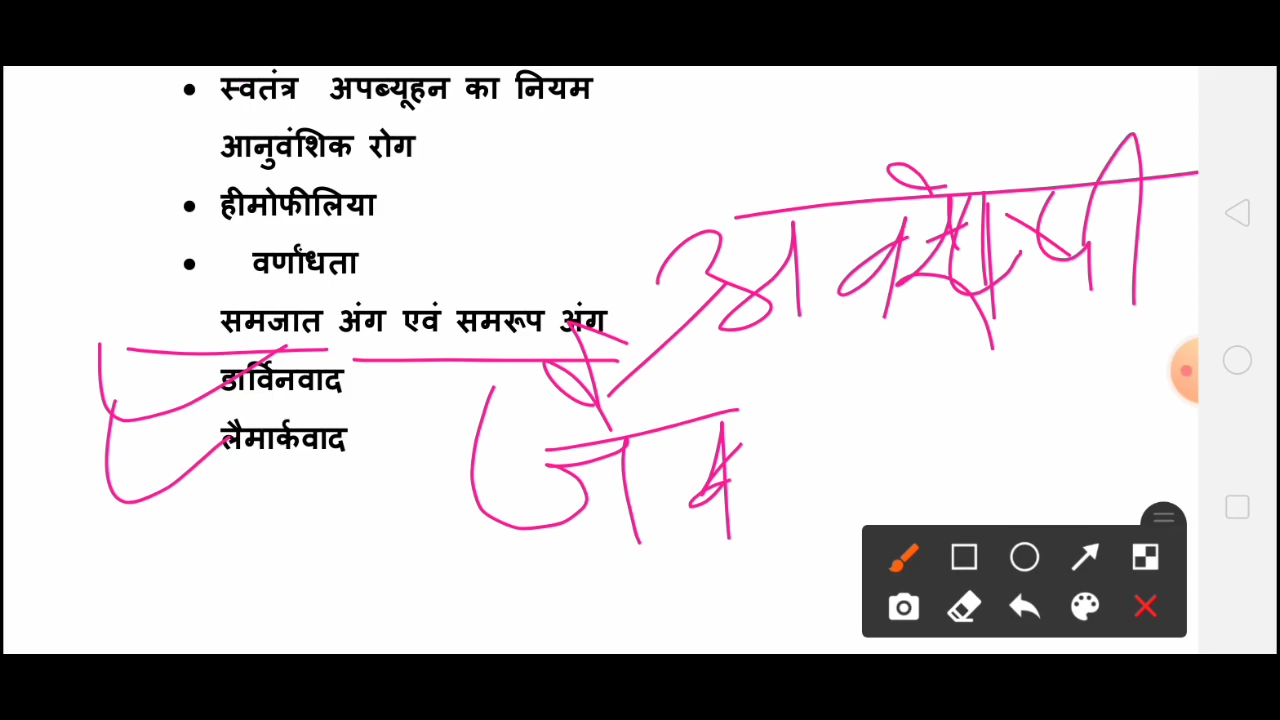 • स्वतंत्र अपब्यूहन का नियम
आनुवंशिक रोग
• हीमोफीलिया
• वर्णांधता
समजात अंग एवं समरूप अंग
डार्विनवाद
लैमार्कवाद
जैव